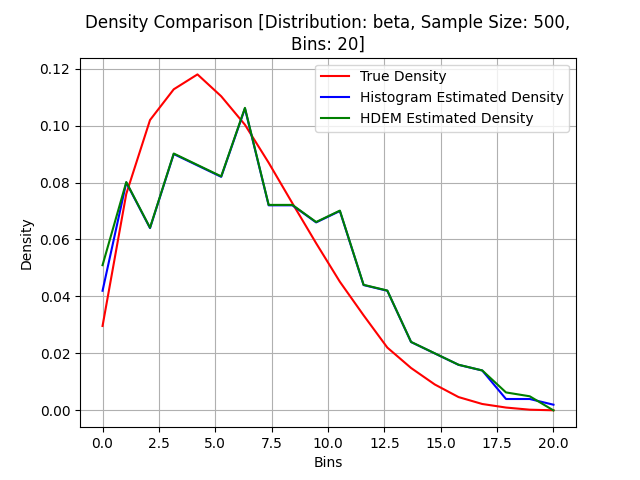 Density Comparison [Distribution: beta, Sample Size: 500,
Bins: 20]
True Density
Histogram Estimated Density
HDEM Estimated Density
Density
0.12
0.10
0.08
0.06
0.04
0.02
0.00
0.0 2.5 5.0 7.5 10.0 12.5 15.0 17.5 20.0
Bins